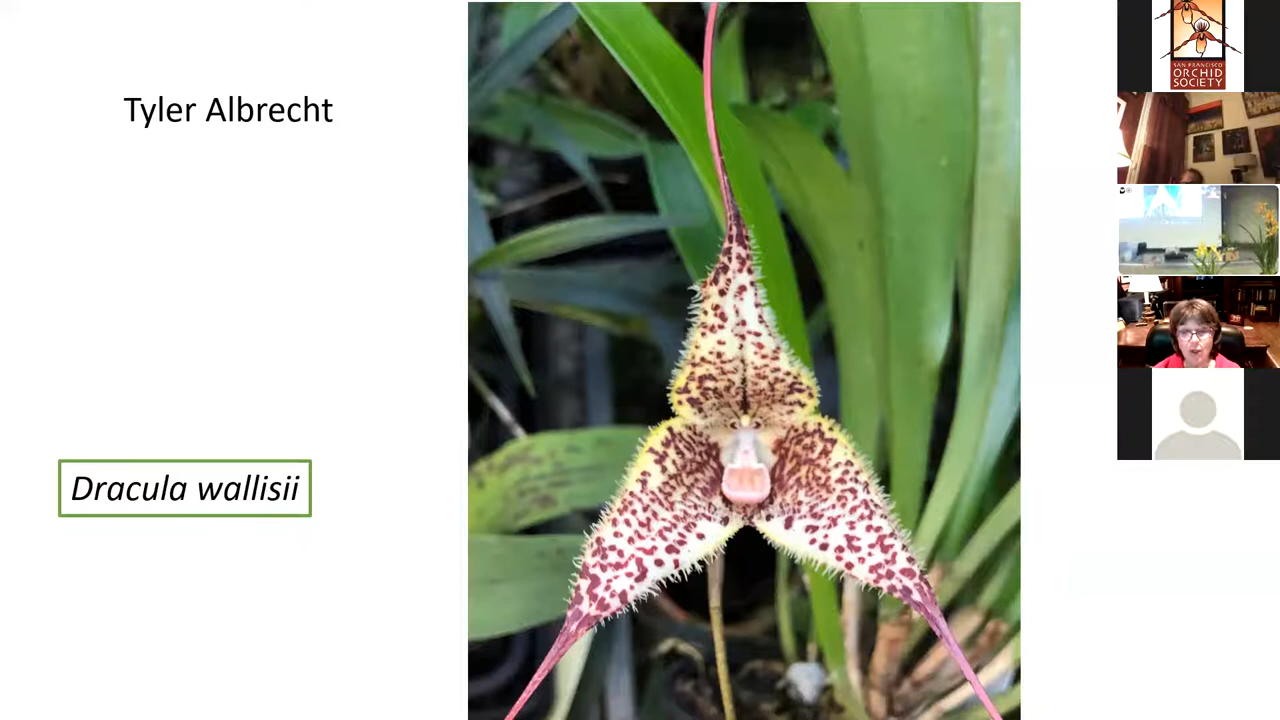 Tyler Albrecht
Dracula wallisii
SAN FRANCISCO
ORCHID
SOCIETY